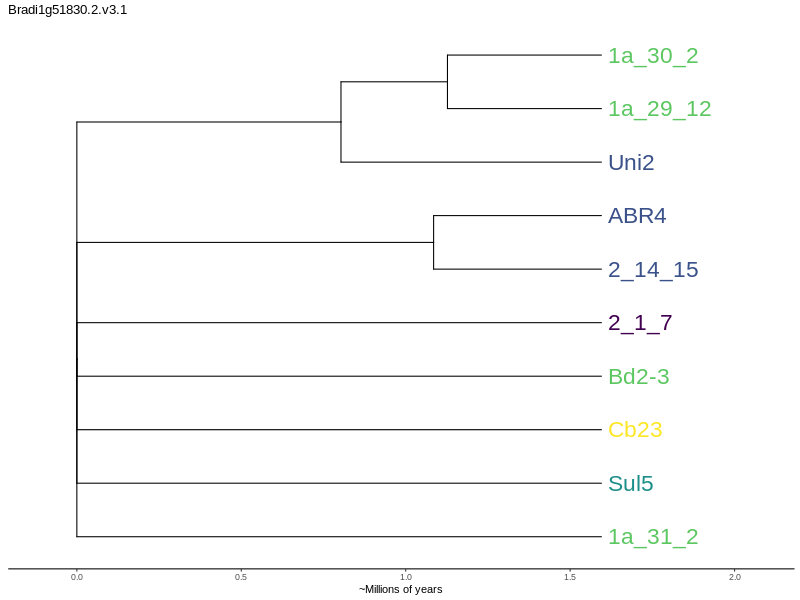 Bradi1g51830.2.v3.1
1a_30_2
1a_29_12
Uni2
ABR4
2_14_15
2_1_7
Bd2-3
Cb23
Sul5
1a_31_2
0.0 0.5 1.0 1.5 2.0
~Millions of years